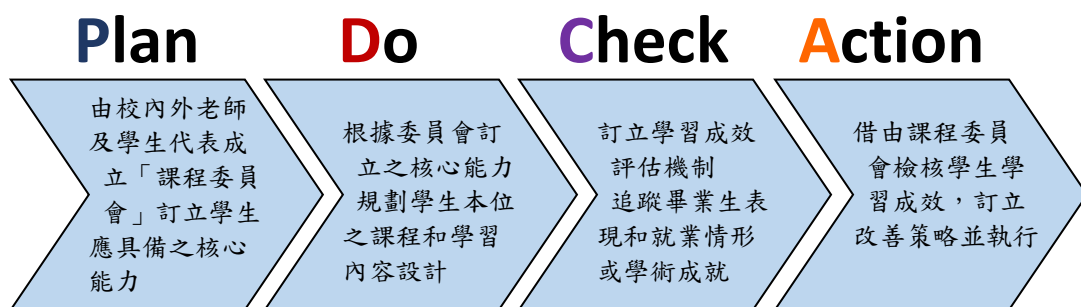 Plan
Do
Check
Action
由校內外老師
及學生代表成
立「課程委員
會」訂立學生
應具備之核心
能力
根據委員會訂
立之核心能力
規劃學生本位
之課程和學習
內容設計
訂立學習成效
評估機制
追蹤畢業生表
現和就業情形
或學術成就
借由課程委員
會檢核學生學
習成效，訂立
改善策略並執行